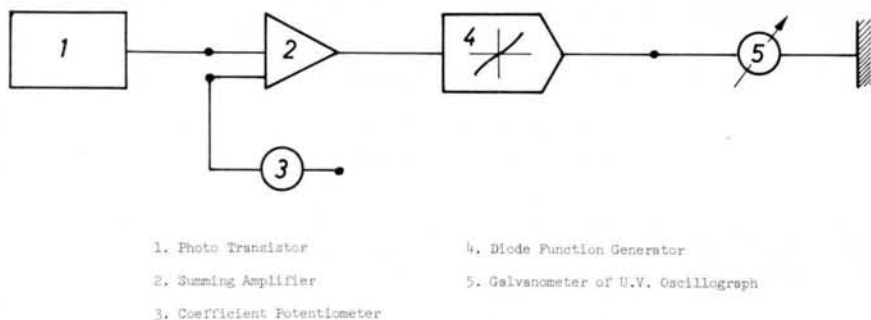 1
2
3
4
5
1. Photo Transistor
2. Summing Amplifier
3. Coefficient Potentiometer
4. Diode Function Generator
5. Galvanometer of U.V. Oscillograph